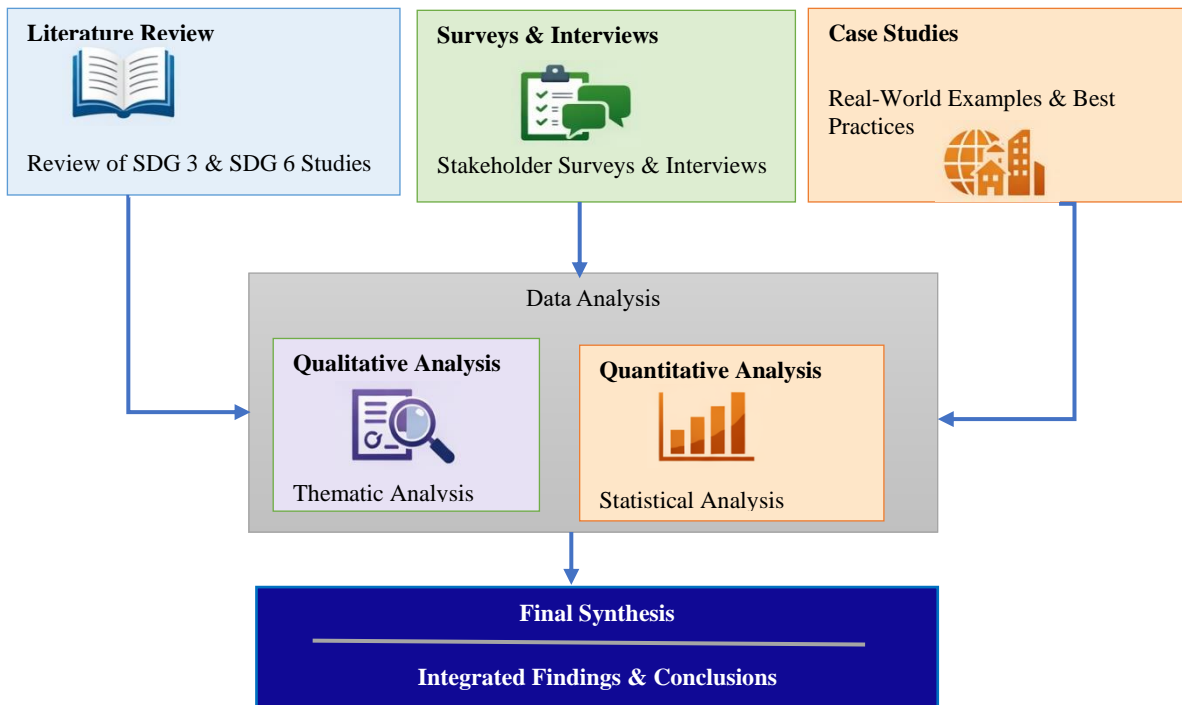 Literature Review
Review of SDG 3 & SDG 6 Studies
Surveys & Interviews
Stakeholder Surveys & Interviews
Case Studies
Real-World Examples & Best
Practices
Data Analysis
Qualitative Analysis
Thematic Analysis
Quantitative Analysis
Statistical Analysis
Final Synthesis
Integrated Findings & Conclusions